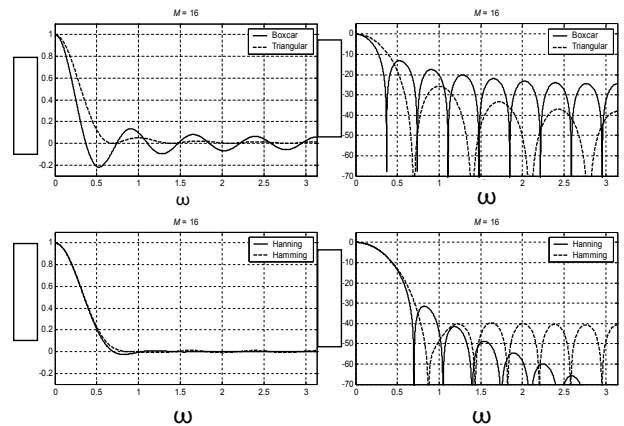 M = 16
Boxcar
Triangular
1
0.8
0.6
0.4
0.2
0
-0.2
0 0.5 1 1.5 2 2.5 3
ω
M = 16
Boxcar
Triangular
0
-5
-10
-20
-30
-40
-50
-60
-70
0 0.5 1 1.5 2 2.5 3
ω
M = 16
Hanning
Hamming
1
0.8
0.6
0.4
0.2
0
-0.2
0 0.5 1 1.5 2 2.5 3
ω
M = 16
Hanning
Hamming
0
-10
-20
-30
-40
-50
-60
-70
0 0.5 1 1.5 2 2.5 3
ω